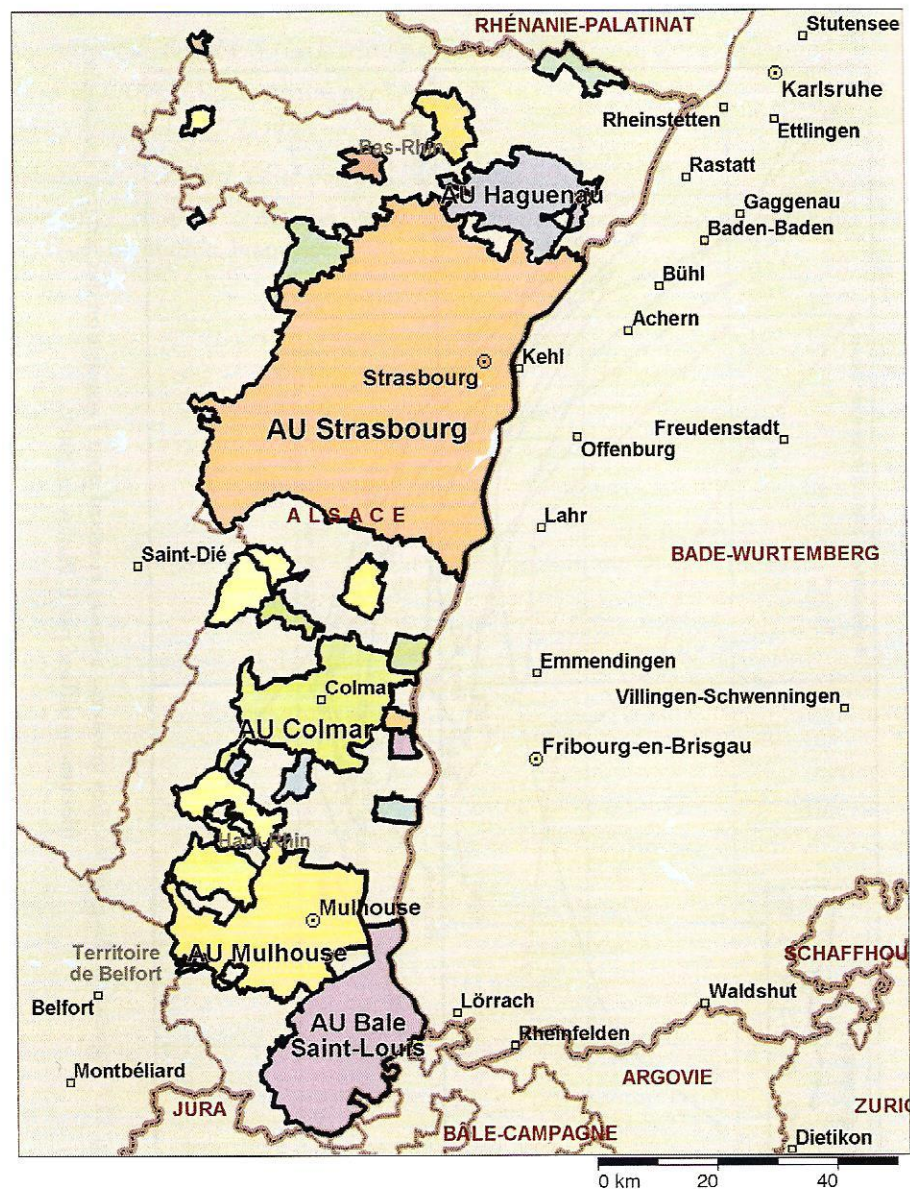 RHÉNANIE-PALATINAT
Stutensee
Karlsruhe
Rheinstetten
Ettlingen
Bas-Rhin
Rastatt
AU Haguenau
Gaggenau
Baden-Baden
Bühl
Achern
Kehl
Strasbourg
AU Strasbourg
Freudenstadt
Offenburg
ALSACE
Lahr
Saint-Dié
BADE-WURTEMBERG
Emmendingen
Colmar
Villingen-Schwenningen
AU Colmar
Fribourg-en-Brisgau
Haut-Rhin
Mulhouse
AU Mulhouse
Territoire
de Belfort
SCHAFFHOU
Belfort
Lörrach
Waldshut
AU Bale
Saint-Louis
Rheinfelden
Montbéliard
ARGOVIE
JURA
ZURIC
BÂLE-CAMPAGNE
Dietikon
0 km 20 40